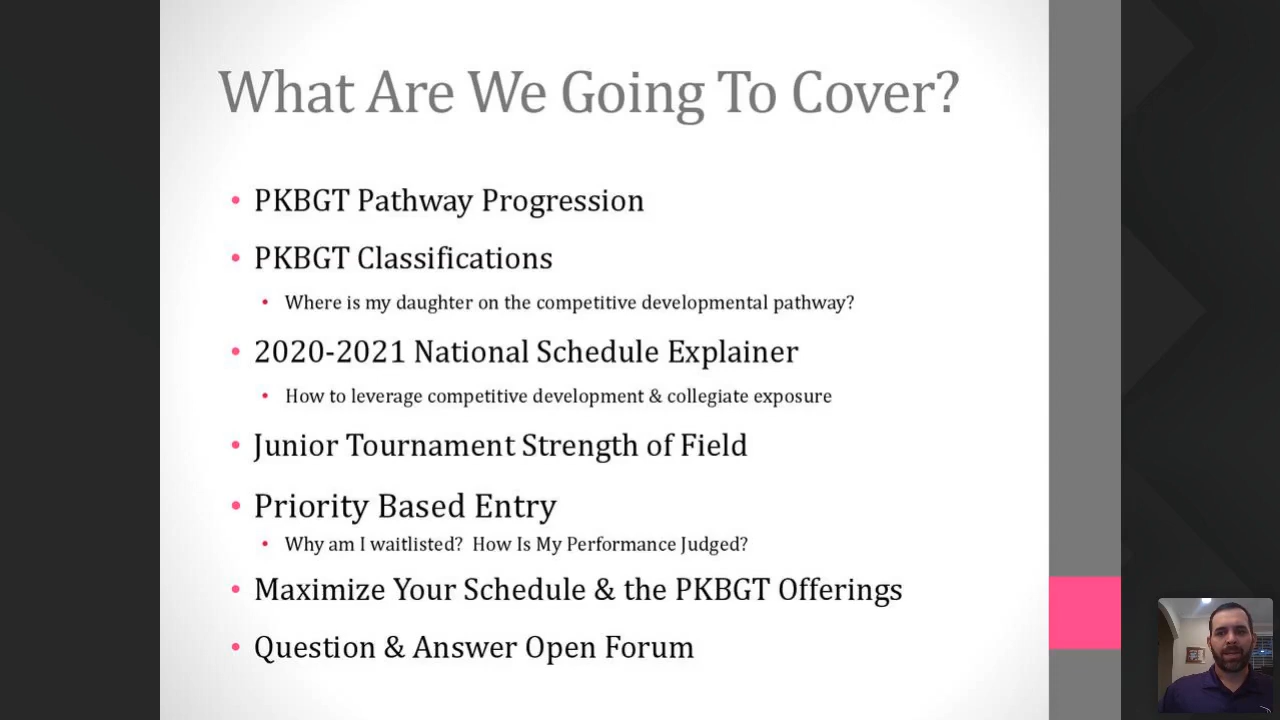 What Are We Going To Cover?
• PKBGT Pathway Progression
• PKBGT Classifications
• Where is my daughter on the competitive developmental pathway?
• 2020-2021 National Schedule Explainer
• How to leverage competitive development & collegiate exposure
• Junior Tournament Strength of Field
• Priority Based Entry
• Why am I waitlisted?  How Is My Performance Judged?
• Maximize Your Schedule & the PKBGT Offerings
• Question & Answer Open Forum